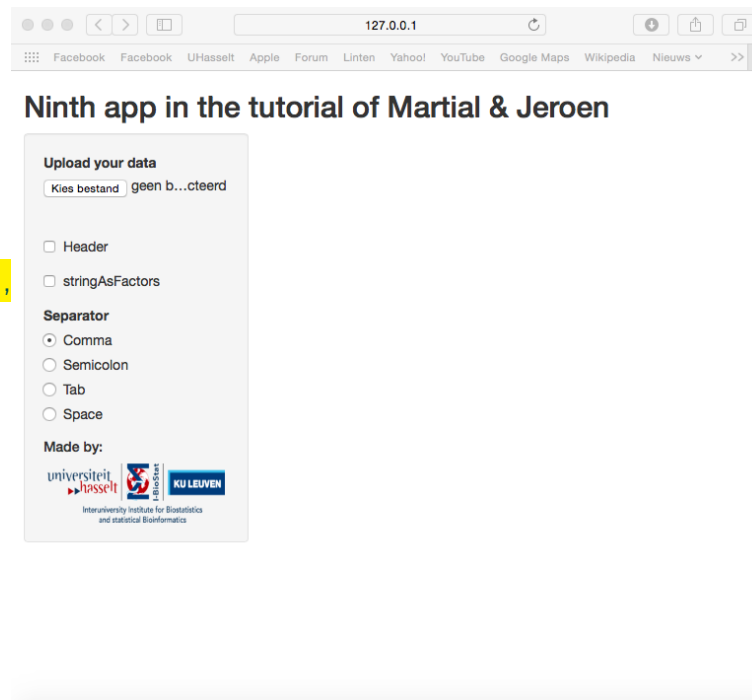 127.0.0.1
Facebook Facebook UHasselt Apple Forum Linten Yahoo! YouTube Google Maps Wikipedia Nieuws >>
Ninth app in the tutorial of Martial & Jeroen
Upload your data
Kies bestand geen b...cteerd
Header
stringAsFactors
,
Separator
Comma
Semicolon
Tab
Space
Made by:
universiteit
hasselt
I-BioStat
KU LEUVEN
Interuniversity Institute for Biostatistics
and statistical Bioinformatics